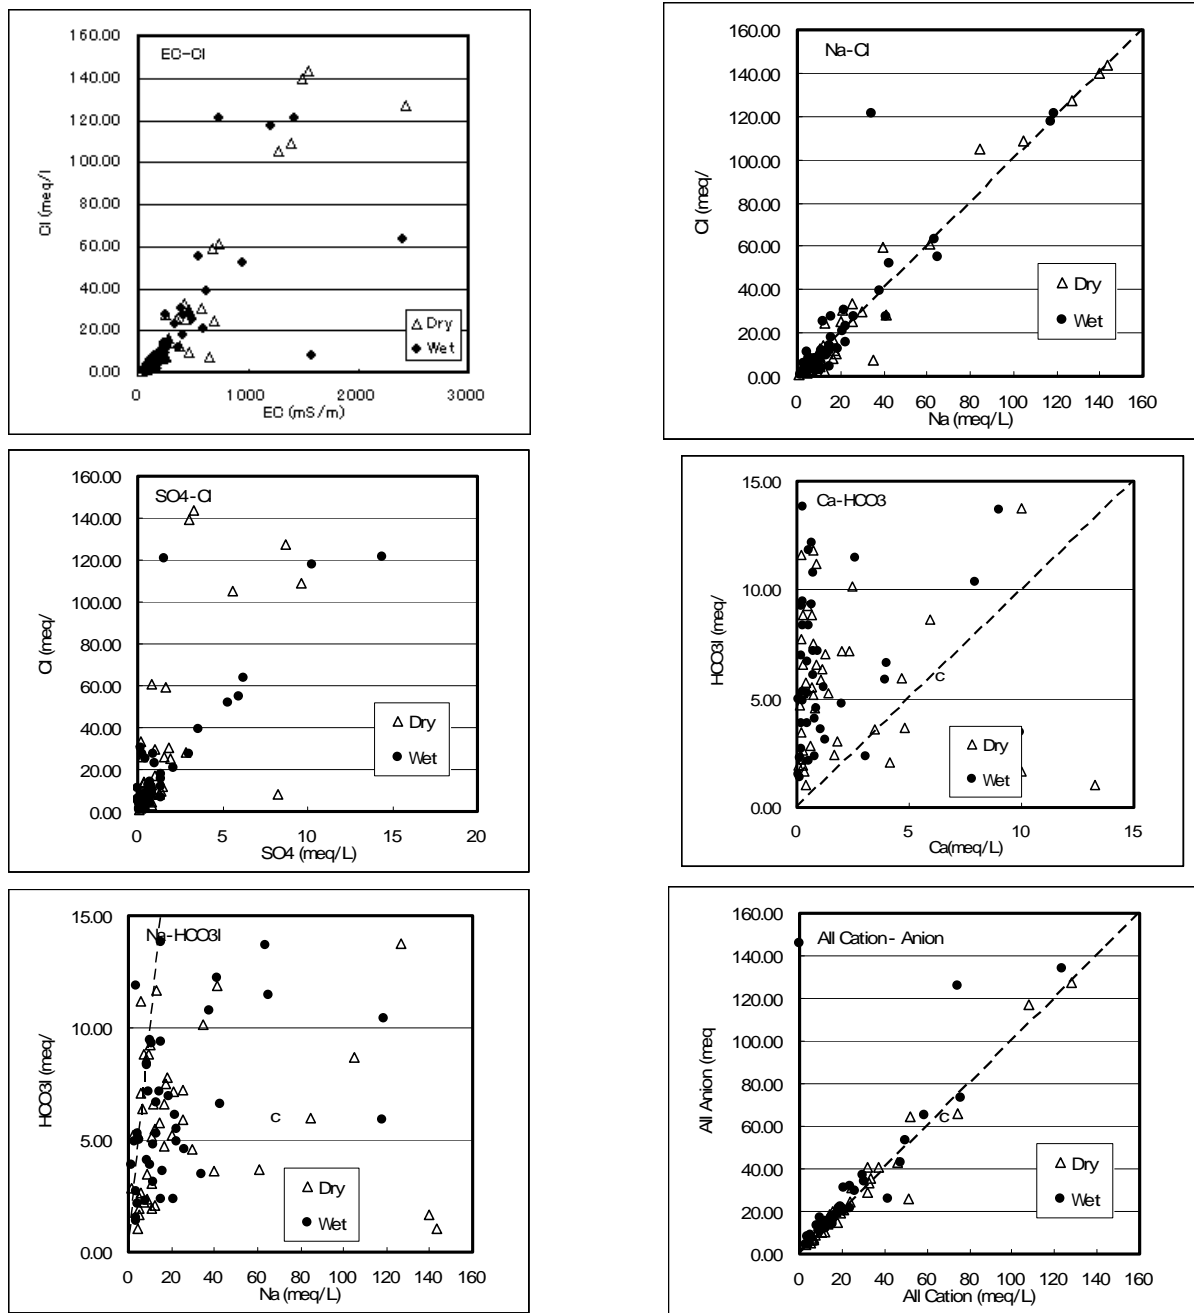 EC-Cl
160.00
140.00
120.00
100.00
80.00
60.00
40.00
20.00
0.00
Cl (meq/l
0
1000
2000
3000
EC (mS/m)
Dry
Wet
Na-Cl
160.00
140.00
120.00
100.00
80.00
60.00
40.00
20.00
0.00
Cl (meq/
0 20 40 60 80 100 120 140 160
Na (meq/L)
Dry
Wet
SO4-Cl
160.00
140.00
120.00
100.00
80.00
60.00
40.00
20.00
0.00
Cl (meq/
0 5 10 15 20
SO4 (meq/L)
Dry
Wet
Ca-HCO3
15.00
10.00
5.00
0.00
HCO3l (meq/
c
0 5 10 15
Ca(meq/L)
Dry
Wet
Na-HCO3l
15.00
10.00
5.00
0.00
HCO3l (meq/
c
0 20 40 60 80 100 120 140 160
Na (meq/L)
Dry
Wet
All Cation - Anion
160.00
140.00
120.00
100.00
80.00
60.00
40.00
20.00
0.00
All Anion (meq
c
0 20 40 60 80 100 120 140 160
All Cation (meq/L)
Dry
Wet